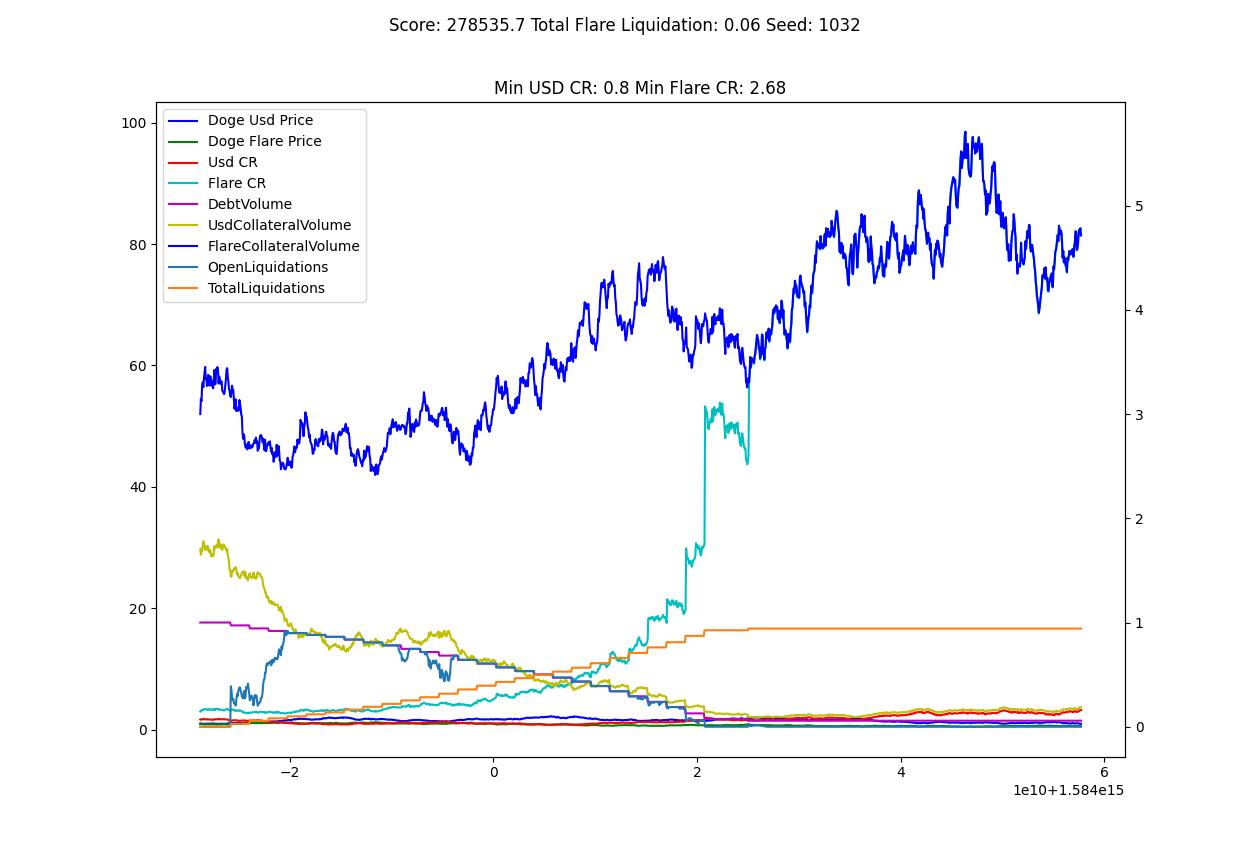 Score: 278535.7 Total Flare Liquidation: 0.06 Seed: 1032
Min USD CR: 0.8 Min Flare CR: 2.68
Doge Usd Price
Doge Flare Price
Usd CR
Flare CR
DebtVolume
UsdCollateralVolume
FlareCollateralVolume
OpenLiquidations
TotalLiquidations
100
80
60
40
20
0
5
4
3
2
1
0
−2 0 2 4 6
1e10+1.584e15